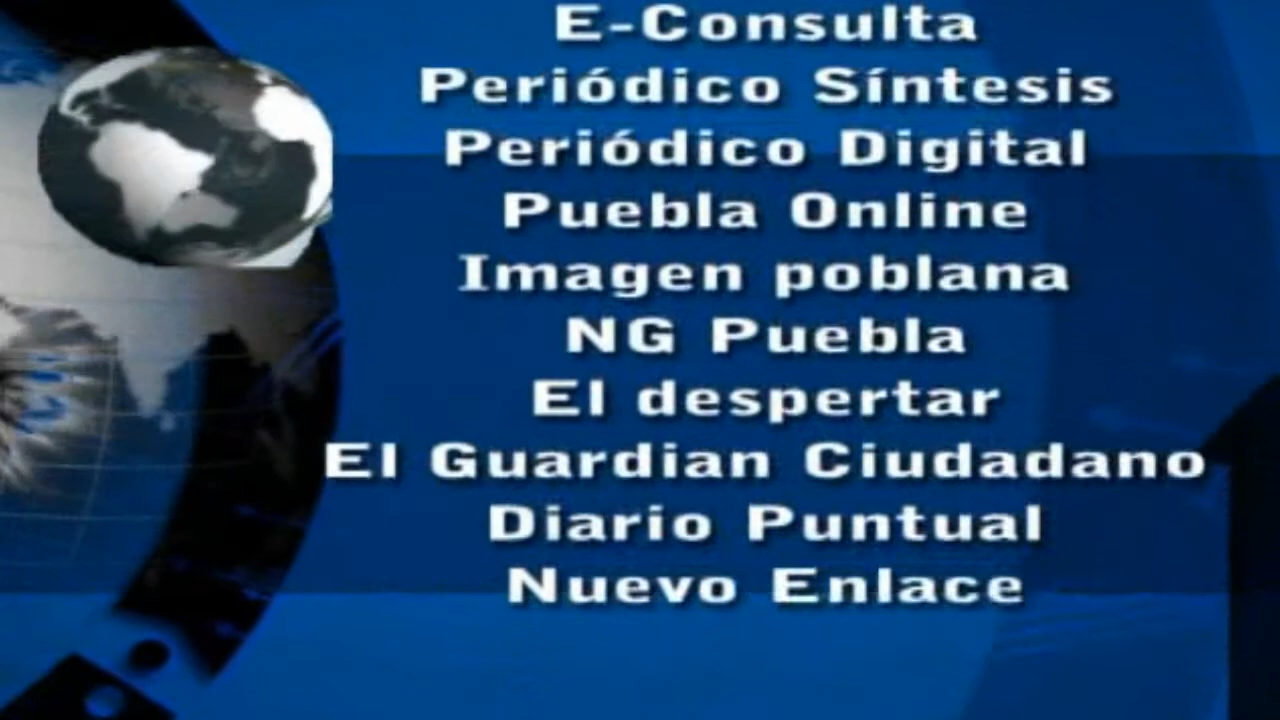 E-Consulta
Periódico Síntesis
Periódico Digital
Puebla Online
Imagen poblana
NG Puebla
El despertar
El Guardian Ciudadano
Diario Puntual
Nuevo Enlace